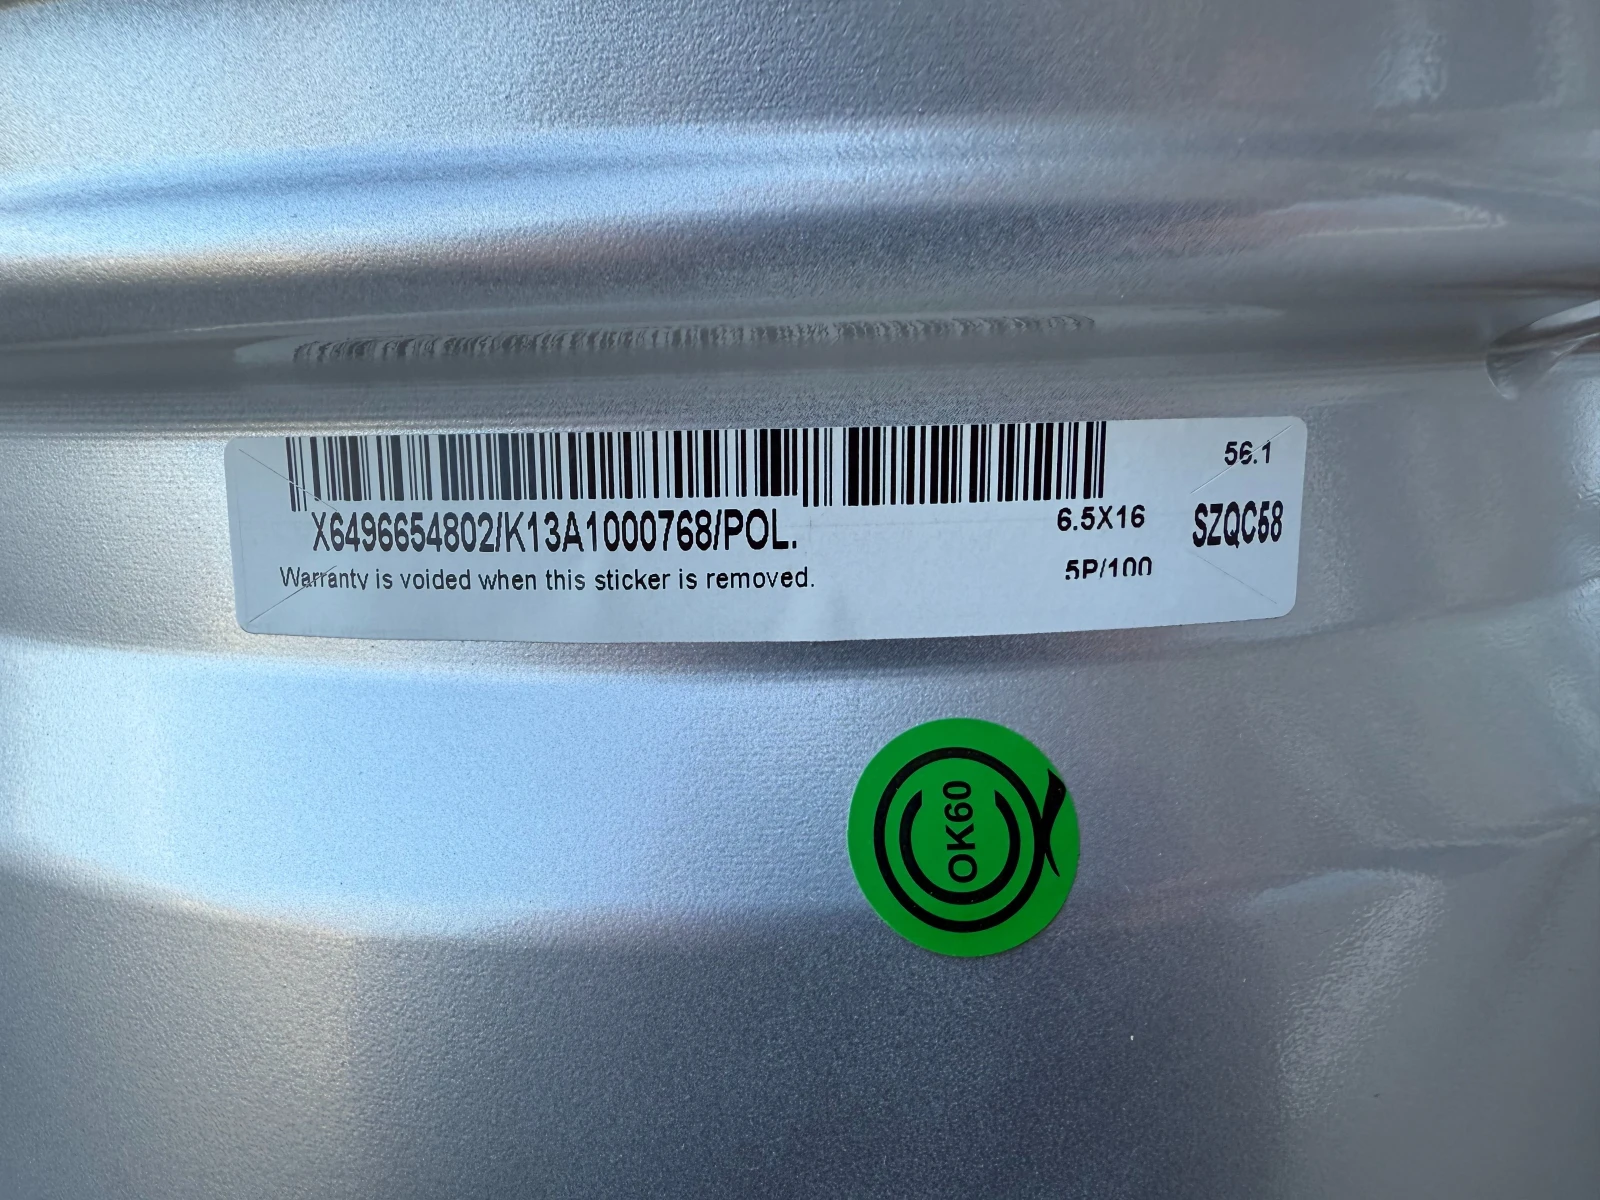 56.1
X6496654802/K13A1000768/POL.
6.5X16
SZQC58
Warranty is voided when this sticker is removed.
5P/100
OK60